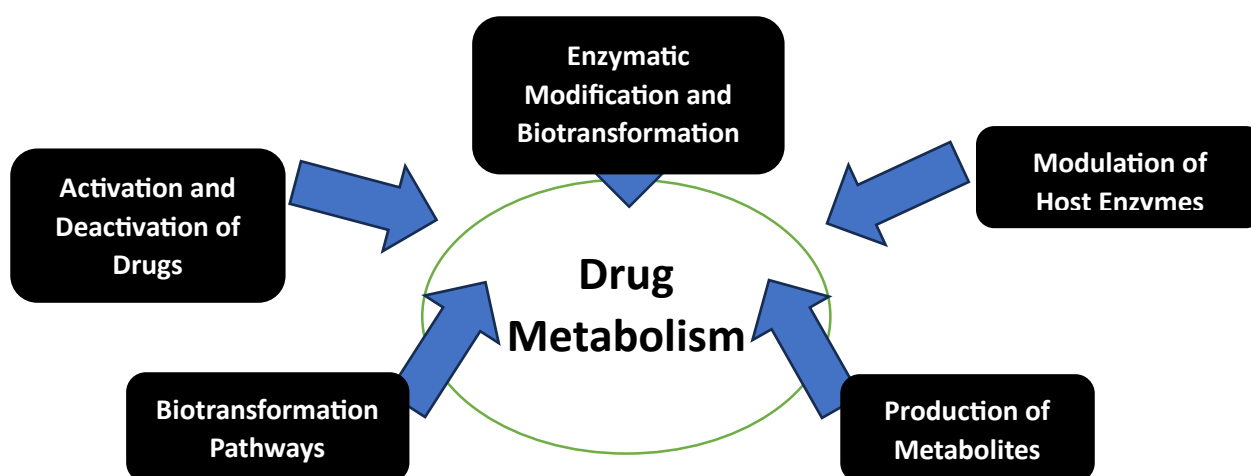 Enzymatic
Modification and
Biotransformation
Modulation of
Host Enzymes
Activation and
Deactivation of
Drugs
Drug
Metabolism
Biotransformation
Pathways
Production of
Metabolites